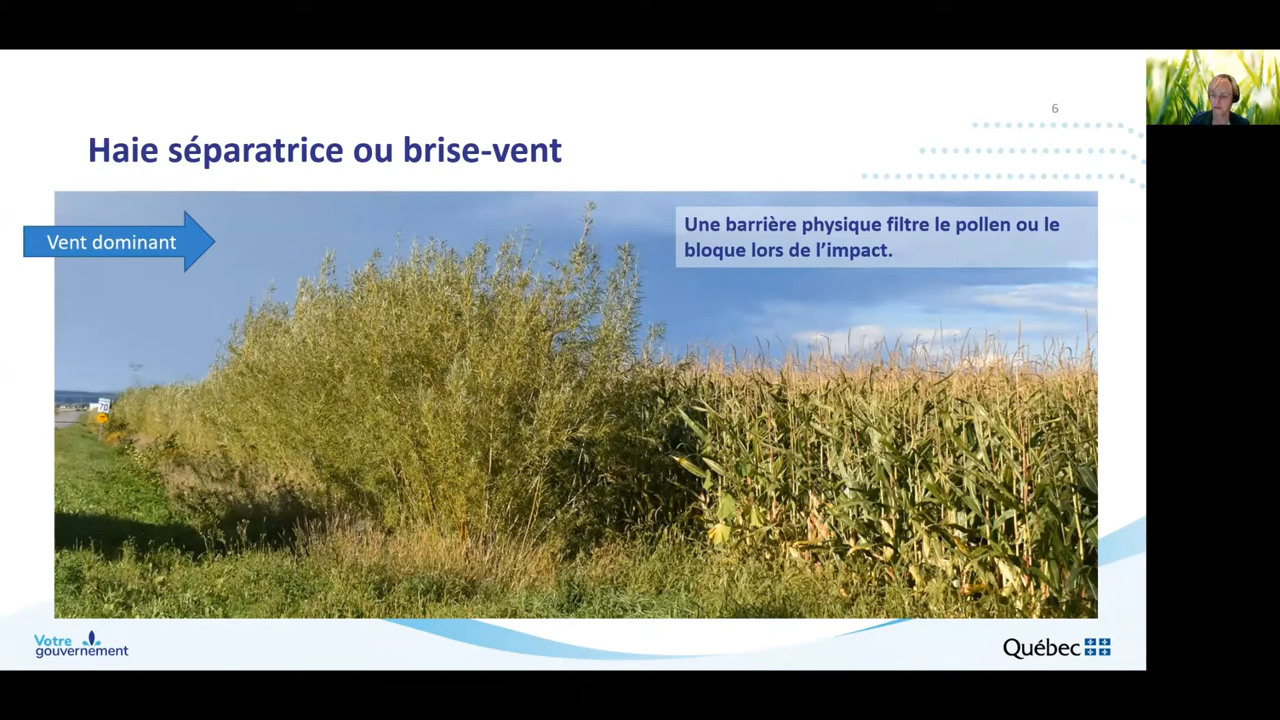 6
Haie séparatrice ou brise-vent
Vent dominant
Une barrière physique filtre le pollen ou le
bloque lors de l'impact.
70
Votre
gouvernement
Québec